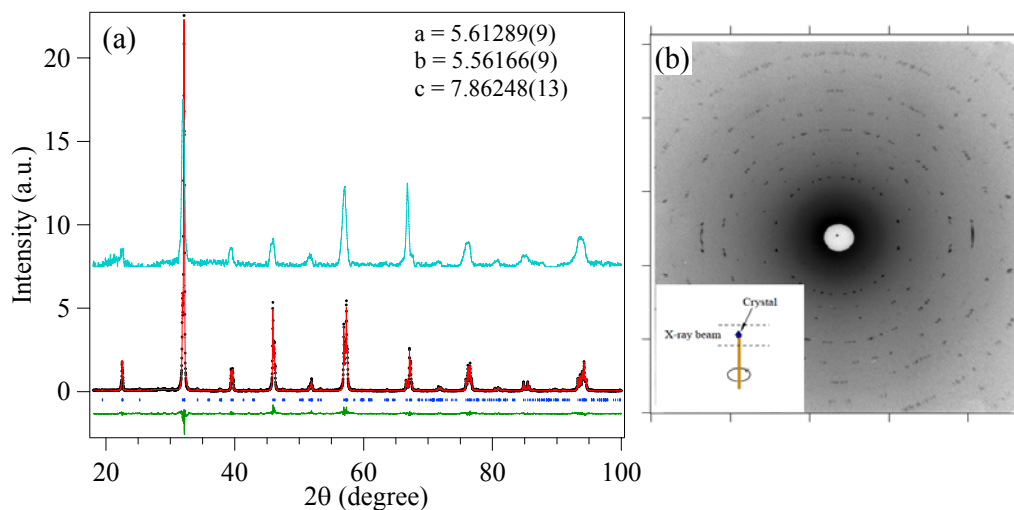 (a)
a = 5.61289(9)
b = 5.56166(9)
c = 7.86248(13)
Intensity (a.u.)
20
15
10
5
0
20
40
60
80
100
2θ (degree)
(b)
Crystal
X-ray beam